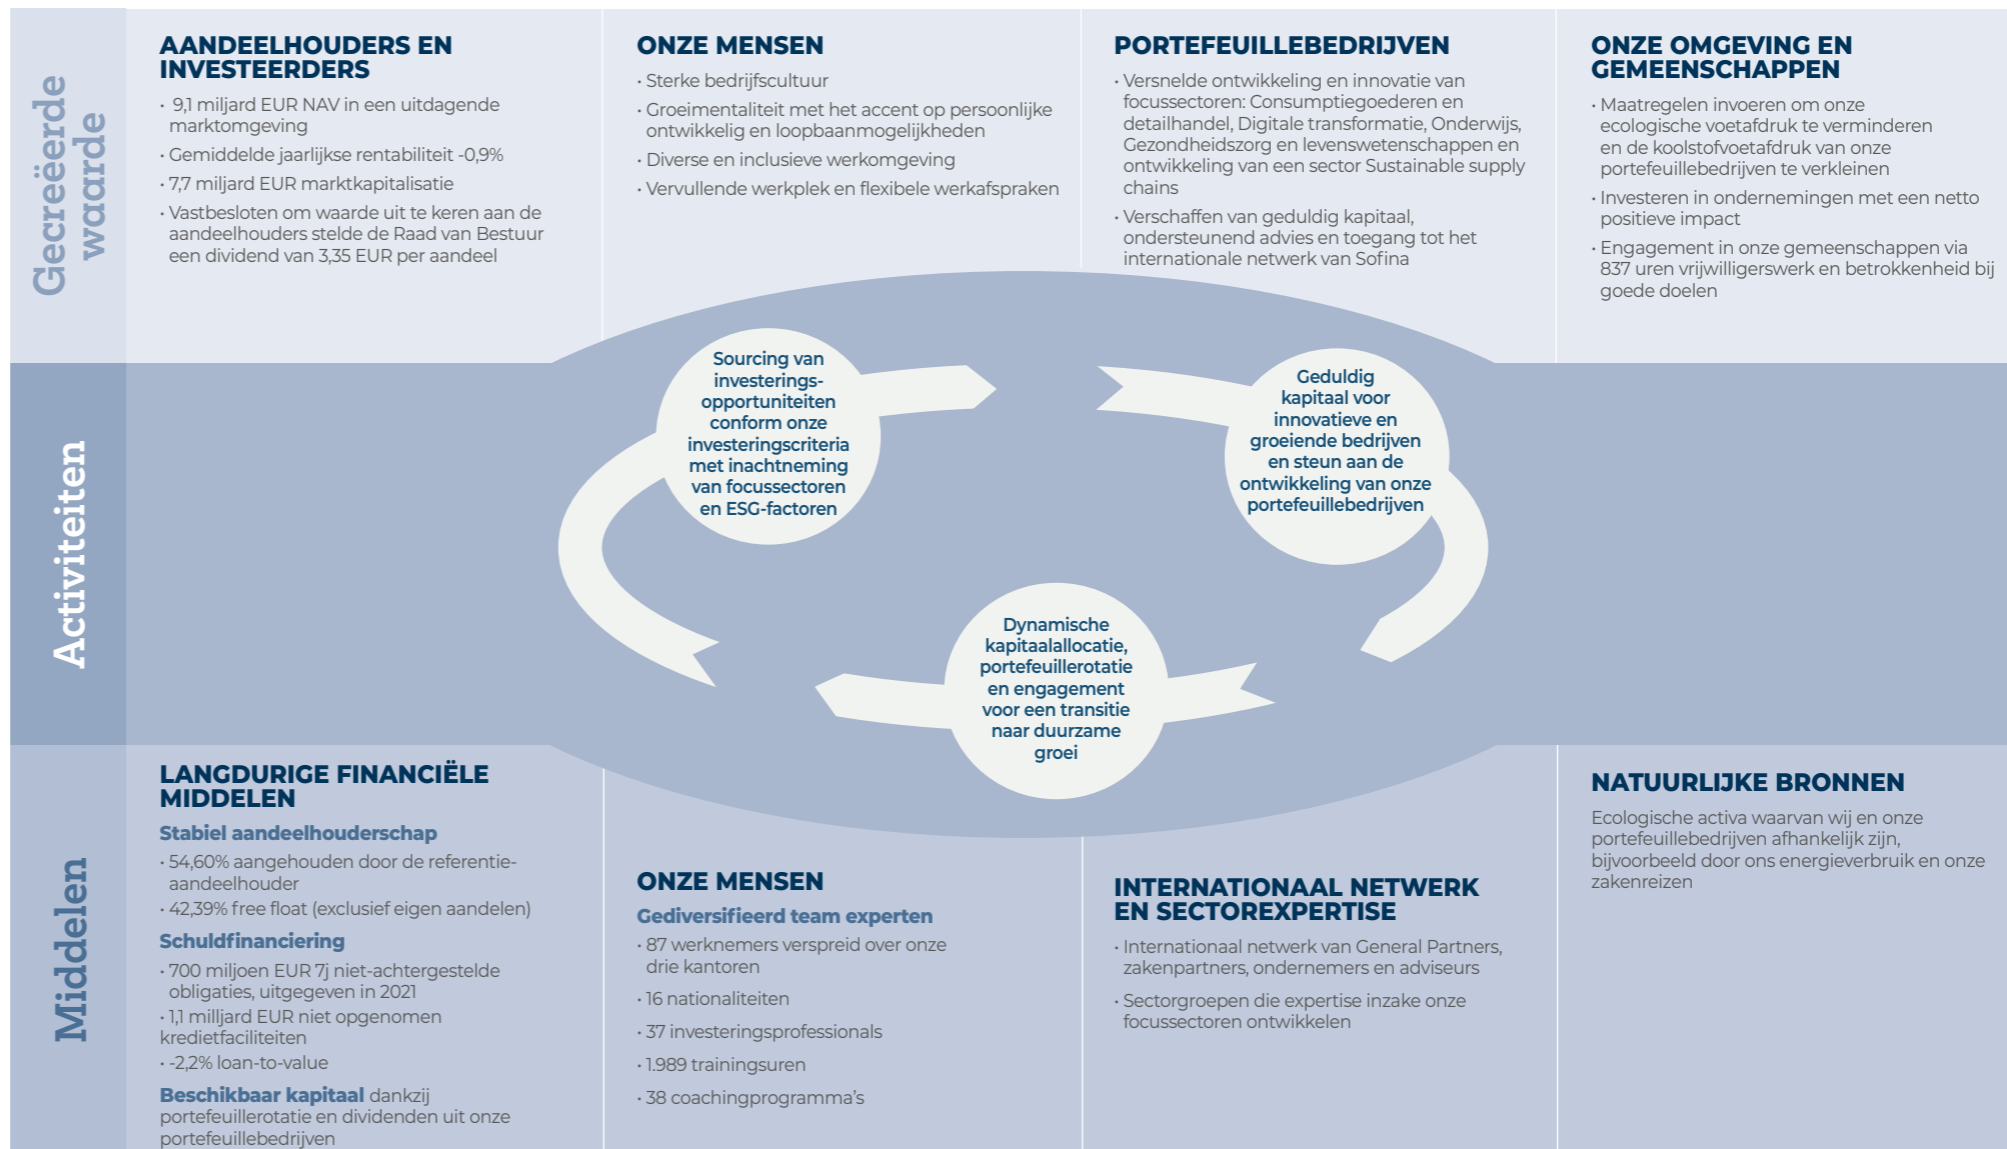 Gecreëerde
waarde
AANDEELHOUDERS EN
INVESTEERDERS
· 9,1 miljard EUR NAV in een uitdagende
marktomgeving
· Gemiddelde jaarlijkse rentabiliteit -0,9%
· 7,7 miljard EUR marktkapitalisatie
· Vastbesloten om waarde uit te keren aan de
aandeelhouders stelde de Raad van Bestuur
een dividend van 3,35 EUR per aandeel
ONZE MENSEN
· Sterke bedrijfscultuur
· Groeimentaliteit met het accent op persoonlijke
ontwikkelig en loopbaanmogelijkheden
· Diverse en inclusieve werkomgeving
· Vervullende werkplek en flexibele werkafspraken
PORTEFEUILLEBEDRIJVEN
· Versnelde ontwikkeling en innovatie van
focussectoren: Consumptiegoederen en
detailhandel, Digitale transformatie, Onderwijs,
Gezondheidszorg en levenswetenschappen en
ontwikkeling van een sector Sustainable supply
chains
· Verschaffen van geduldig kapitaal,
ondersteunend advies en toegang tot het
internationale netwerk van Sofina
ONZE OMGEVING EN
GEMEENSCHAPPEN
· Maatregelen invoeren om onze
ecologische voetafdruk te verminderen
en de koolstofvoetafdruk van onze
portefeuillebedrijven te verkleinen
· Investeren in ondernemingen met een netto
positieve impact
· Engagement in onze gemeenschappen via
837 uren vrijwilligerswerk en betrokkenheid bij
goede doelen
Activiteiten
Sourcing van
investerings-
opportuniteiten
conform onze
investeringscriteria
met inachtneming
van focussectoren
en ESG-factoren
Geduldig
kapitaal voor
innovatieve en
groeiende bedrijven
en steun aan de
ontwikkeling van onze
portefeuillebedrijven
Dynamische
kapitaalallocatie,
portefeuillerotatie
en engagement
voor een transitie
naar duurzame
groei
Middelen
LANGDURIGE FINANCIËLE
MIDDELEN
Stabiel aandeelhouderschap
· 54,60% aangehouden door de referentie-
aandeelhouder
· 42,39% free float (exclusief eigen aandelen)
Schuldfinanciering
· 700 miljoen EUR 7j niet-achtergestelde
obligaties, uitgegeven in 2021
· 1,1 milljard EUR niet opgenomen
kredietfaciliteiten
· -2,2% loan-to-value
Beschikbaar kapitaal dankzij
portefeuillerotatie en dividenden uit onze
portefeuillebedrijven
ONZE MENSEN
Gediversifieerd team experten
· 87 werknemers verspreid over onze
drie kantoren
· 16 nationaliteiten
· 37 investeringsprofessionals
· 1.989 trainingsuren
· 38 coachingprogramma's
INTERNATIONAAL NETWERK
EN SECTOREXPERTISE
· Internationaal netwerk van General Partners,
zakenpartners, ondernemers en adviseurs
· Sectorgroepen die expertise inzake onze
focussectoren ontwikkelen
NATUURLIJKE BRONNEN
Ecologische activa waarvan wij en onze
portefeuillebedrijven afhankelijk zijn,
bijvoorbeeld door ons energieverbruik en onze
zakenreizen